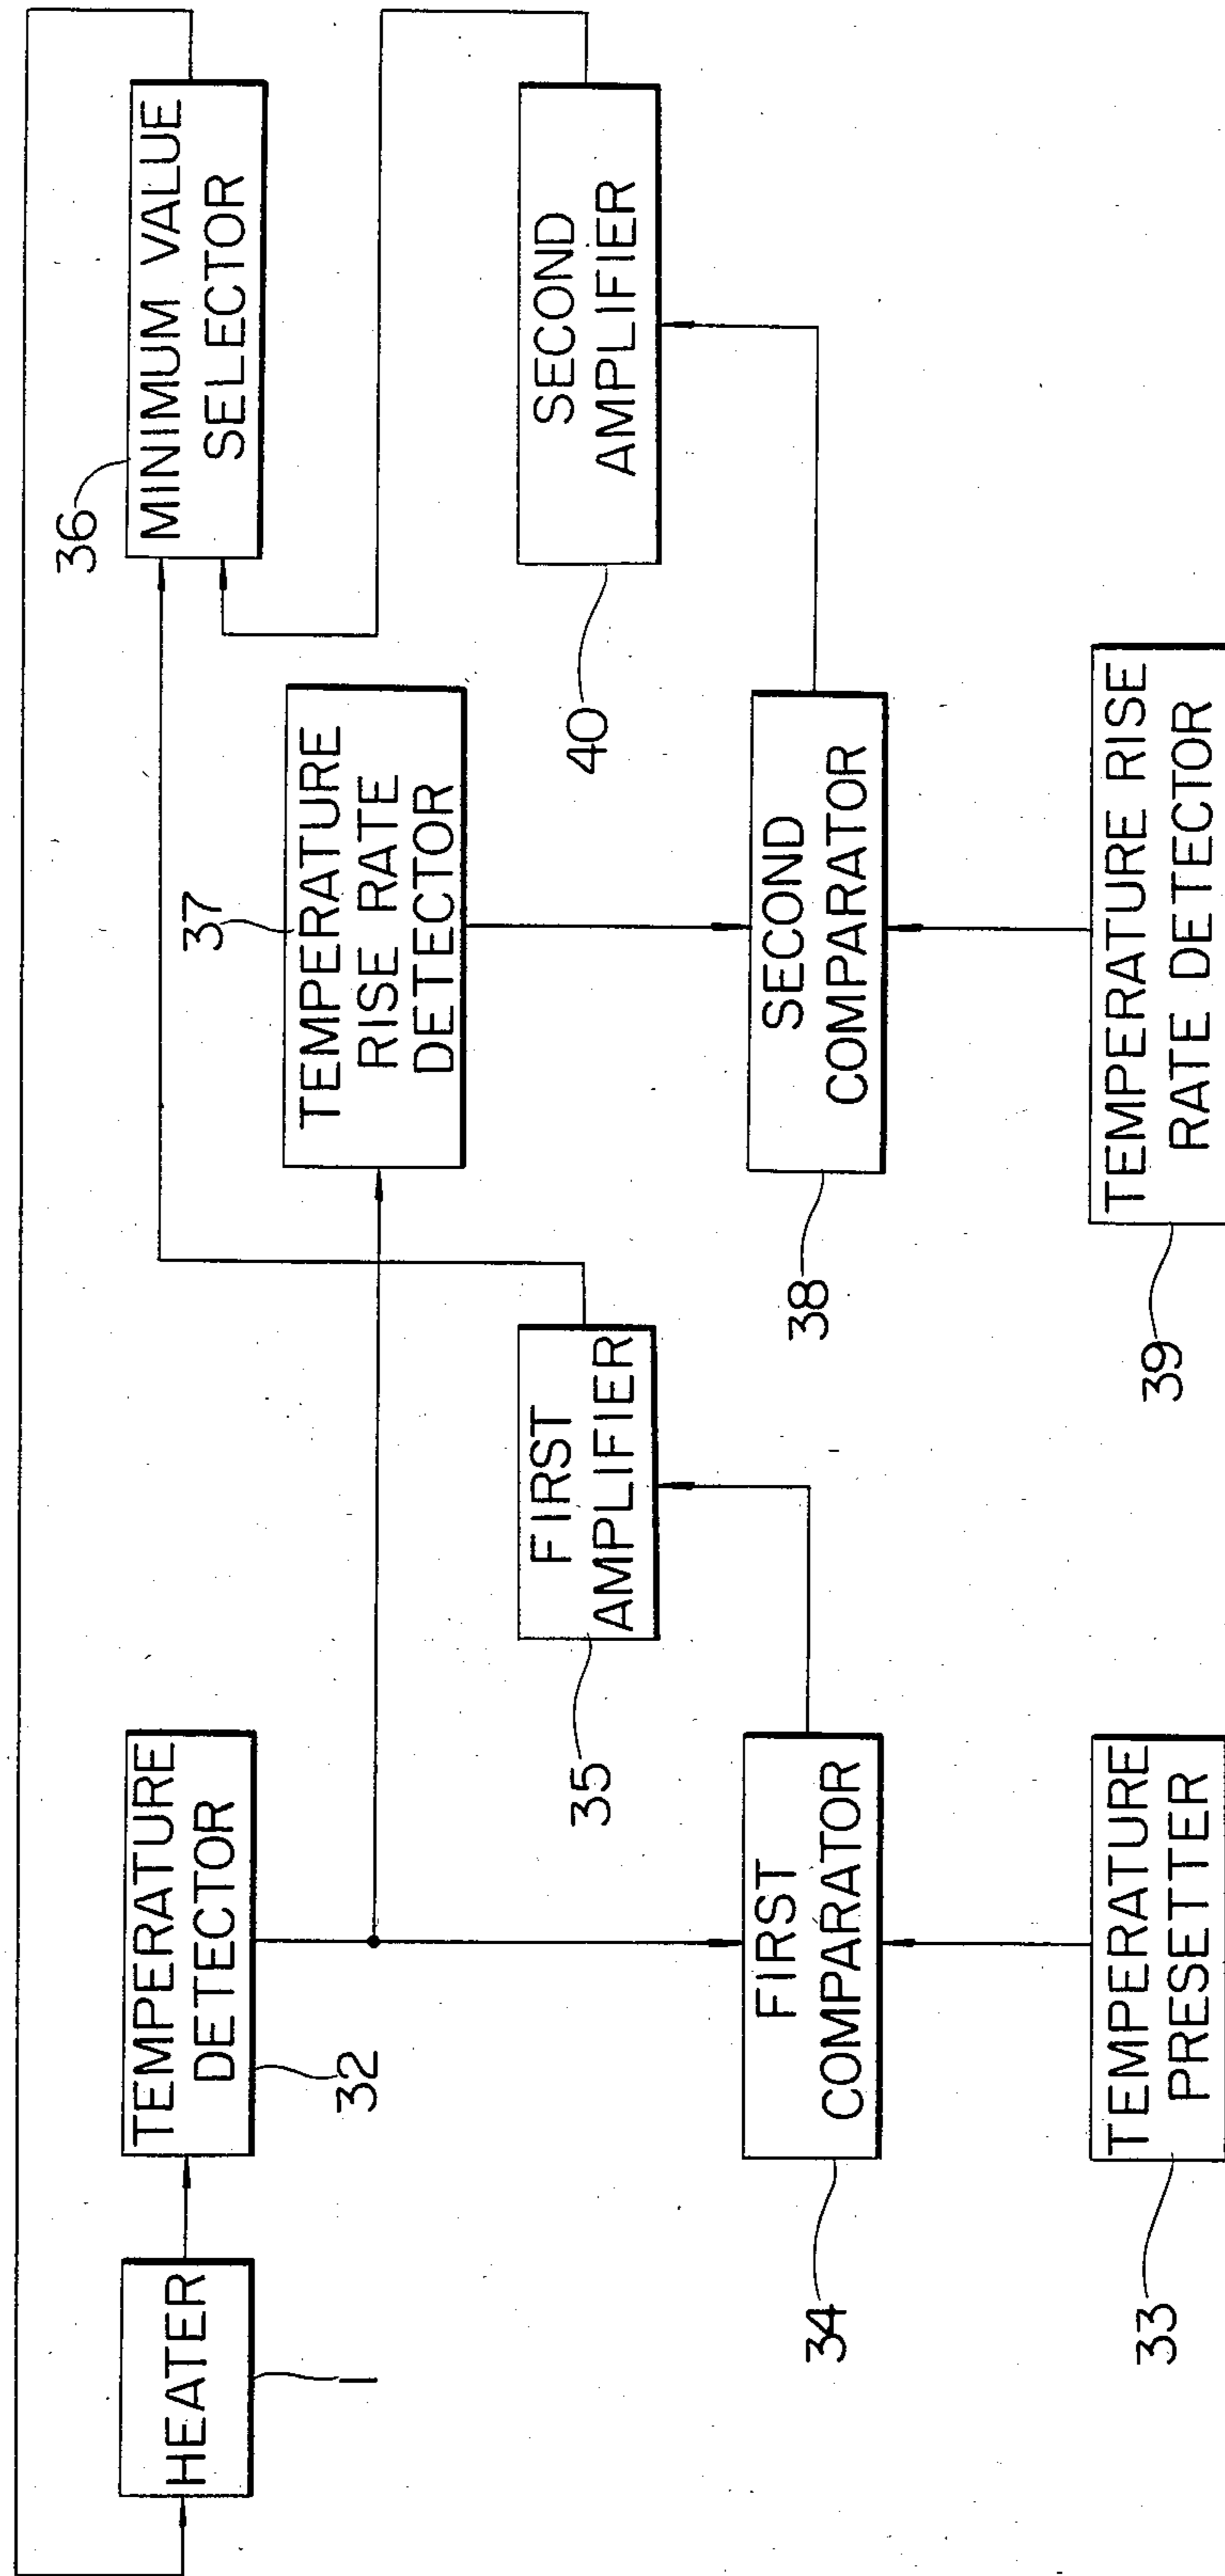 HEATER
1
TEMPERATURE
DETECTOR
32
36
MINIMUM VALUE
SELECTOR
37
TEMPERATURE
RISE RATE
DETECTOR
FIRST
AMPLIFIER
35
SECOND
AMPLIFIER
40
FIRST
COMPARATOR
34
SECOND
COMPARATOR
38
TEMPERATURE
PRESETTER
33
TEMPERATURE RISE
RATE DETECTOR
39